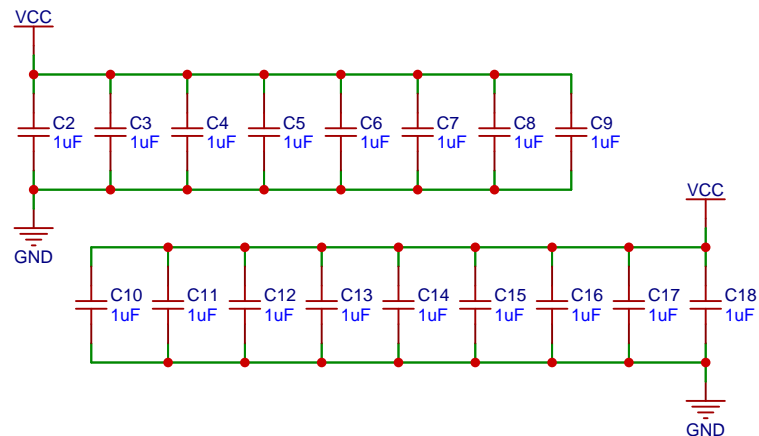 VCC
C2 C3 C4 C5 C6 C7 C8 C9
1uF 1uF 1uF 1uF 1uF 1uF 1uF 1uF
GND
VCC
C10 C11 C12 C13 C14 C15 C16 C17 C18
1uF 1uF 1uF 1uF 1uF 1uF 1uF 1uF 1uF
GND